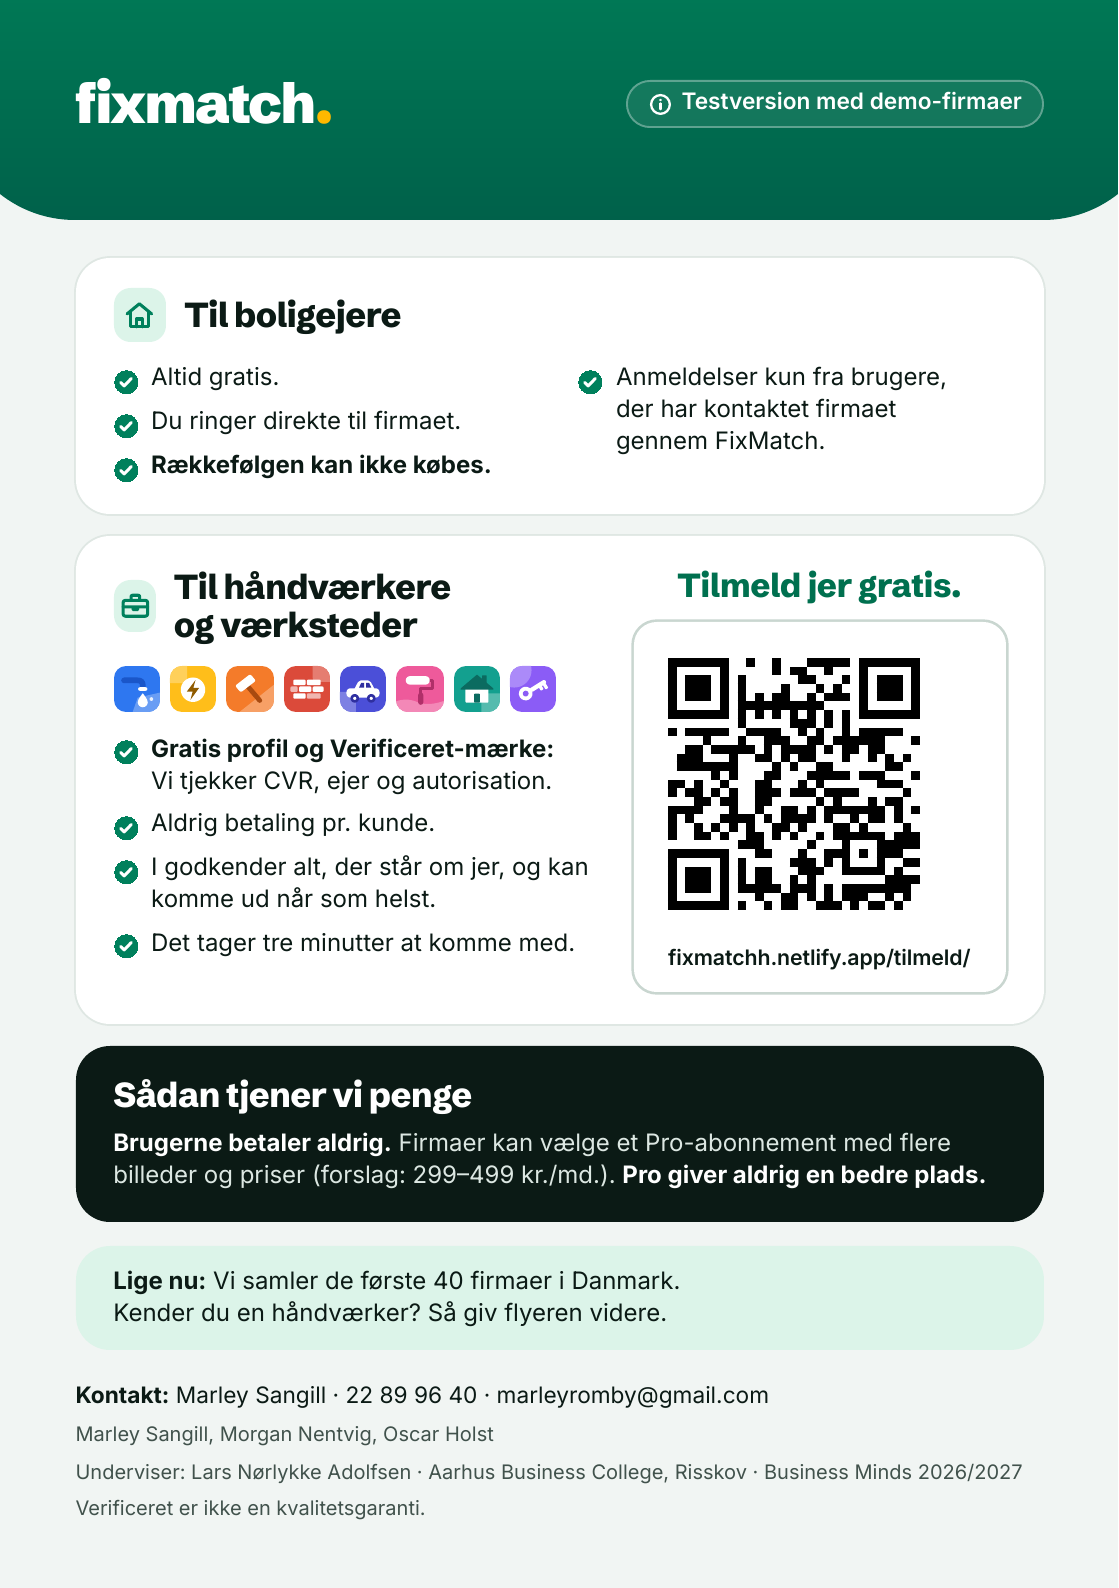 fixmatch.
Testversion med demo-firmaer
Til boligejere
Altid gratis.
Du ringer direkte til firmaet.
Rækkefølgen kan ikke købes.
Anmeldelser kun fra brugere,
der har kontaktet firmaet
gennem FixMatch.
Til håndværkere
og værksteder
Gratis profil og Verificeret-mærke:
Vi tjekker CVR, ejer og autorisation.
Aldrig betaling pr. kunde.
I godkender alt, der står om jer, og kan
komme ud når som helst.
Det tager tre minutter at komme med.
Tilmeld jer gratis.
fixmatchh.netlify.app/tilmeld/
Sådan tjener vi penge
Brugerne betaler aldrig. Firmaer kan vælge et Pro-abonnement med flere
billeder og priser (forslag: 299–499 kr./md.). Pro giver aldrig en bedre plads.
Lige nu: Vi samler de første 40 firmaer i Danmark.
Kender du en håndværker? Så giv flyeren videre.
Kontakt: Marley Sangill · 22 89 96 40 · marleyromby@gmail.com
Marley Sangill, Morgan Nentvig, Oscar Holst
Underviser: Lars Nørlykke Adolfsen · Aarhus Business College, Risskov · Business Minds 2026/2027
Verificeret er ikke en kvalitetsgaranti.